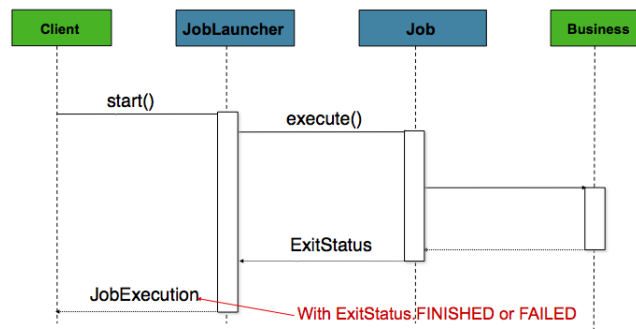 Client
JobLauncher
Job
Business
start()
execute()
ExitStatus
JobExecution
With ExitStatus.FINISHED or FAILED